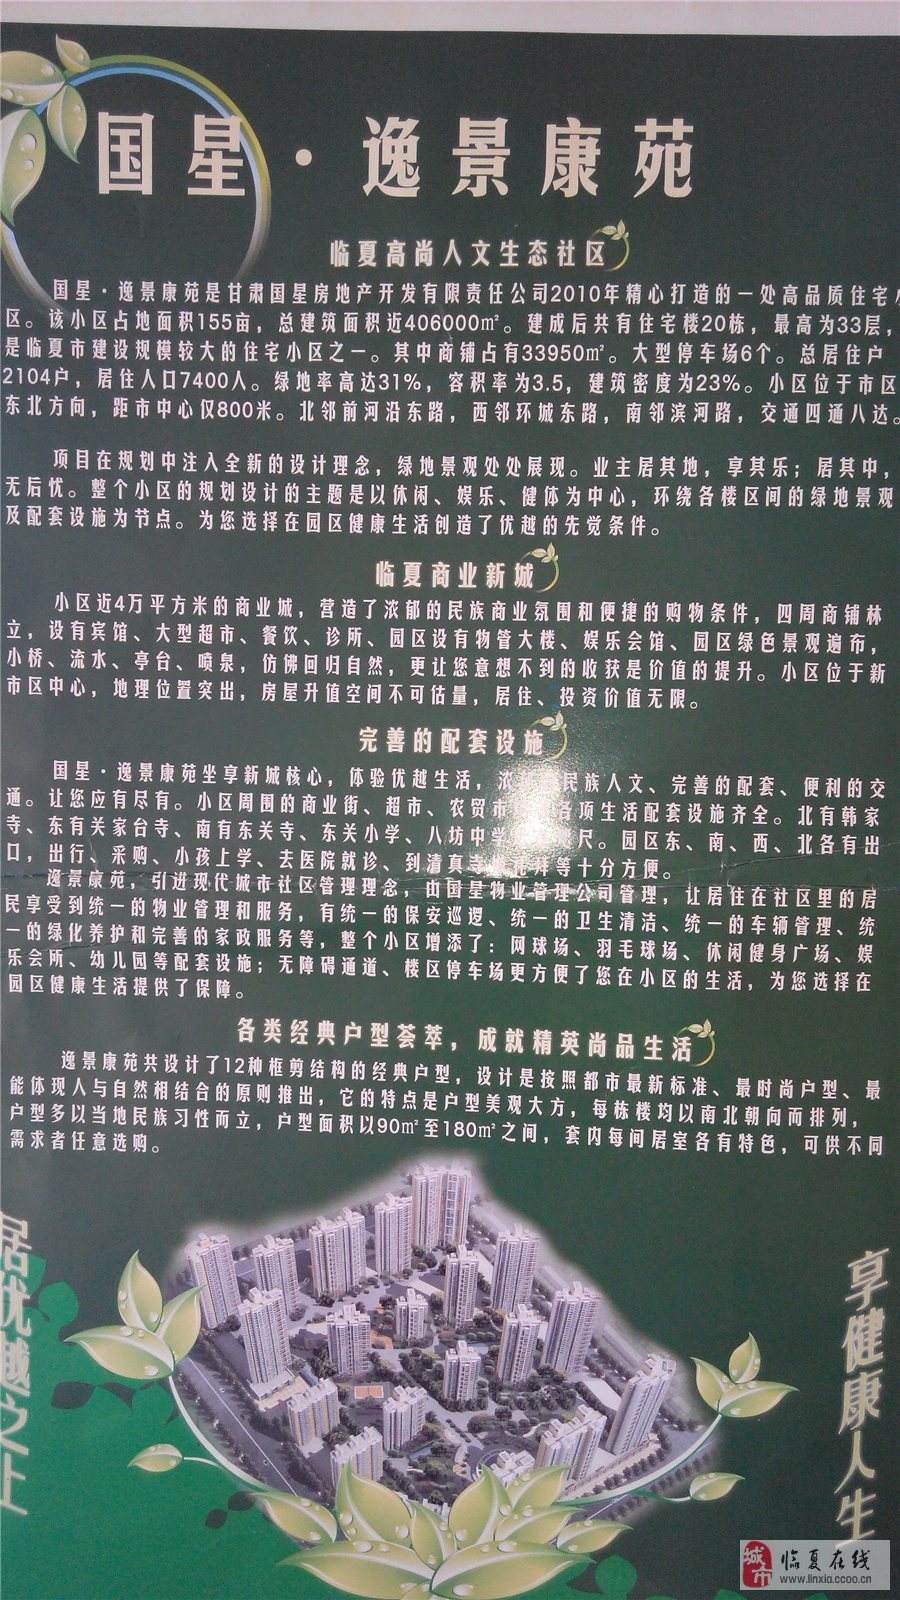 国星·逸景康苑
临夏高尚人文生态社区
国星·逸景康苑是甘肃国星房地产开发有限责任公司2010年精心打造的一处高品质住宅小
区。该小区占地面积155亩，总建筑面积近406000㎡。建成后共有住宅楼20栋，最高为33层，
是临夏市建设规模较大的住宅小区之一。其中商铺占有33950㎡。大型停车场6个。总居住户
2104户，居住人口7400人。绿地率高达31%，容积率为3.5，建筑密度为23%。小区位于市区
东北方向，距市中心仅800米。北邻前河沿东路，西邻环城东路，南邻滨河路，交通四通八达。
项目在规划中注入全新的设计理念，绿地景观处处展现。业主居其地，享其乐；居其中，
无后忧。整个小区的规划设计的主题是以休闲、娱乐、健体为中心，环绕各楼区间的绿地景观
及配套设施为节点。为您选择在园区健康生活创造了优越的先觉条件。
临夏商业新城
小区近4万平方米的商业城，营造了浓郁的民族商业氛围和便捷的购物条件，四周商铺林
立，设有宾馆、大型超市、餐饮、诊所、园区设有物管大楼、娱乐会馆、园区绿色景观遍布，
小桥、流水、亭台、喷泉，仿佛回归自然，更让您意想不到的收获是价值的提升。小区位于新
市区中心，地理位置突出，房屋升值空间不可估量，居住、投资价值无限。
完善的配套设施
国星·逸景康苑坐享新城核心，体验优越生活，浓 民族人文、完善的配套、便利的交
通。让您应有尽有。小区周围的商业街、超市、农贸市 各项生活配套设施齐全。北有韩家
寺、东有关家台寺、南有东关寺、东关小学、八坊中学 尺。园区东、南、西、北各有出
口，出行、采购、小孩上学、去医院就诊、到清真寺 等十分方便。
逸景康苑，引进现代城市社区管理理念，由国星物业管理公司管理，让居住在社区里的居
民享受到统一的物业管理和服务，有统一的保安巡逻、统一的卫生清洁、统一的车辆管理、统
一的绿化养护和完善的家政服务等，整个小区增添了：网球场、羽毛球场、休闲健身广场、娱
乐会所、幼儿园等配套设施；无障碍通道、楼区停车场更方便了您在小区的生活，为您选择在
园区健康生活提供了保障。
各类经典户型荟萃，成就精英尚品生活
逸景康苑共设计了12种框剪结构的经典户型，设计是按照都市最新标准、最时尚户型、最
能体现人与自然相结合的原则推出，它的特点是户型美观大方，每栋楼均以南北朝向而排列，
户型多以当地民族习性而立，户型面积以90㎡至180㎡之间，套内每间居室各有特色，可供不同
需求者任意选购。
居优越之上
享健康人生
城市
临夏在线
www.linxia.ccoo.cn